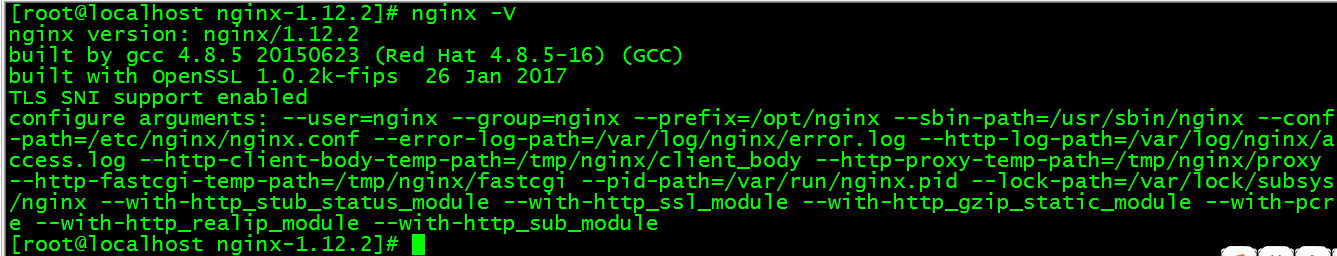 [root@localhost nginx-1.12.2]# nginx -V
nginx version: nginx/1.12.2
built by gcc 4.8.5 20150623 (Red Hat 4.8.5-16) (GCC)
built with OpenSSL 1.0.2k-fips  26 Jan 2017
TLS SNI support enabled
configure arguments: --user=nginx --group=nginx --prefix=/opt/nginx --sbin-path=/usr/sbin/nginx --conf
-path=/etc/nginx/nginx.conf --error-log-path=/var/log/nginx/error.log --http-log-path=/var/log/nginx/a
ccess.log --http-client-body-temp-path=/tmp/nginx/client_body --http-proxy-temp-path=/tmp/nginx/proxy
--http-fastcgi-temp-path=/tmp/nginx/fastcgi --pid-path=/var/run/nginx.pid --lock-path=/var/lock/subsys
/nginx --with-http_stub_status_module --with-http_ssl_module --with-http_gzip_static_module --with-pcr
e --with-http_realip_module --with-http_sub_module
[root@localhost nginx-1.12.2]#